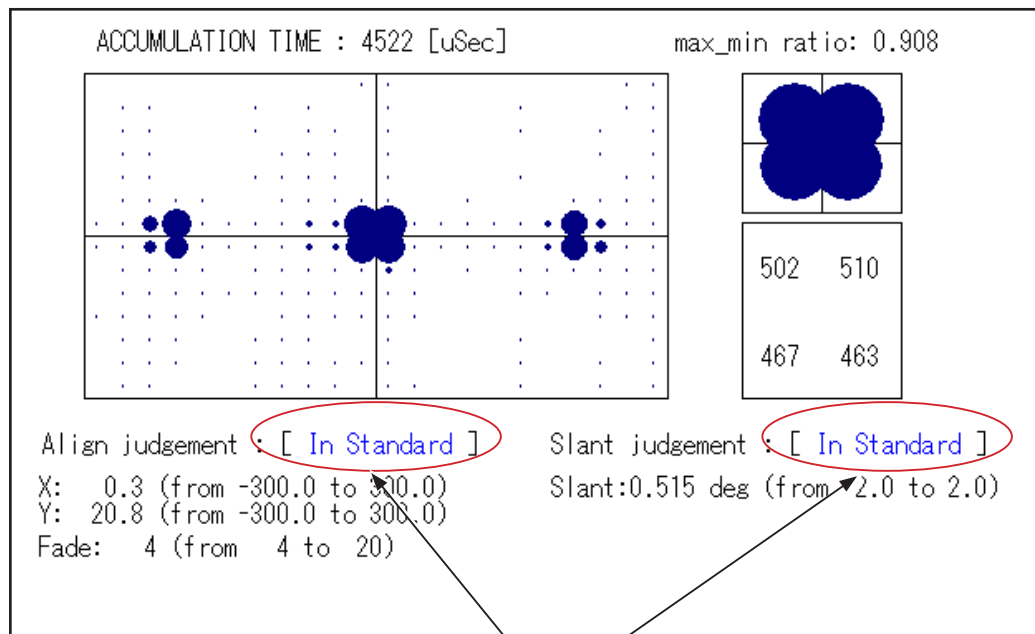 ACCUMULATION TIME : 4522 [uSec]
max_min ratio: 0.908
502 510
467 463
Align judgement : [ In Standard ]
X: 0.3 (from -300.0 to 300.0)
Y: 20.8 (from -300.0 to 300.0)
Fade: 4 (from 4 to 20)
Slant judgement : [ In Standard ]
Slant:0.515 deg (from -2.0 to 2.0)